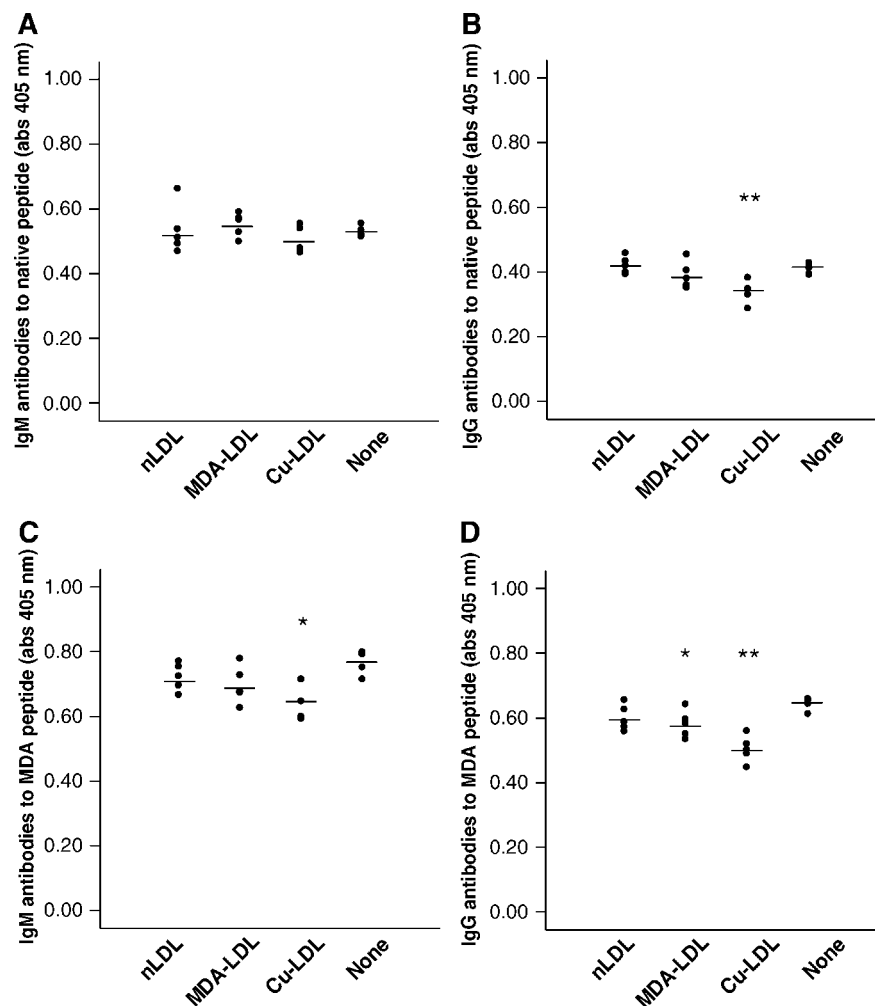 A
IgM antibodies to native peptide (abs 405 nm)
1.00
0.80
0.60
0.40
0.20
0.00
nLDL
MDA-LDL
Cu-LDL
None
B
IgG antibodies to native peptide (abs 405 nm)
1.00
0.80
0.60
0.40
0.20
0.00
**
nLDL
MDA-LDL
Cu-LDL
None
C
IgM antibodies to MDA peptide (abs 405 nm)
1.00
0.80
0.60
0.40
0.20
0.00
*
nLDL
MDA-LDL
Cu-LDL
None
D
IgG antibodies to MDA peptide (abs 405 nm)
1.00
0.80
0.60
0.40
0.20
0.00
* **
nLDL
MDA-LDL
Cu-LDL
None